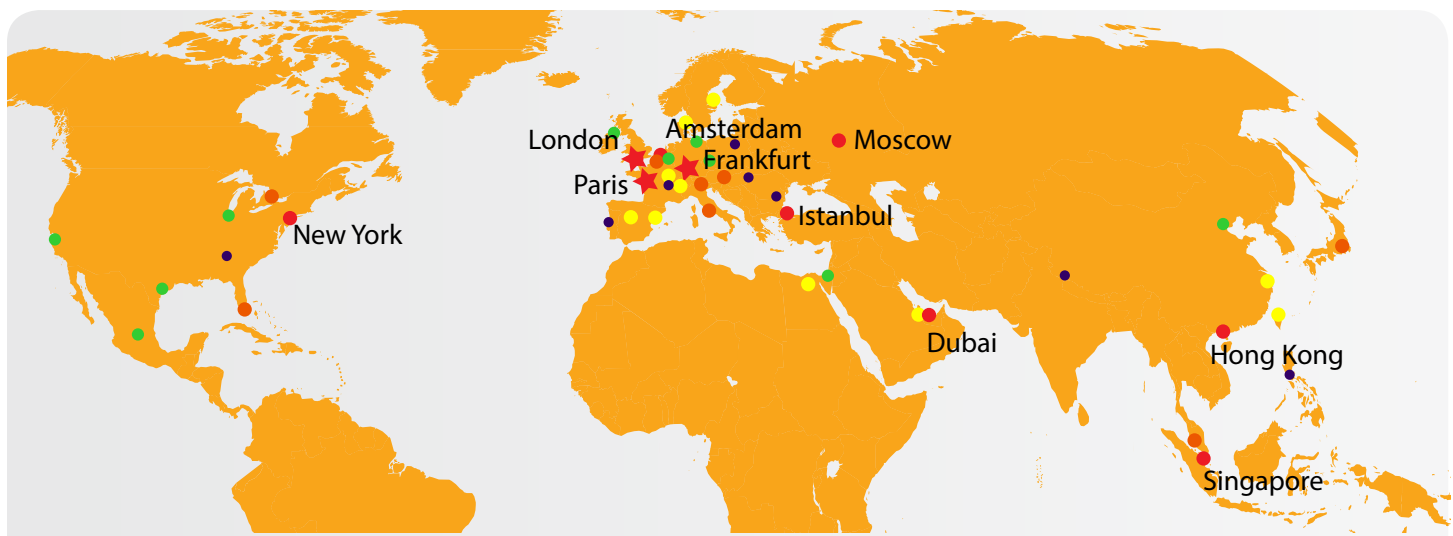 Amsterdam
London
Moscow
Frankfurt
Paris
Istanbul
New York
Dubai
Hong Kong
Singapore